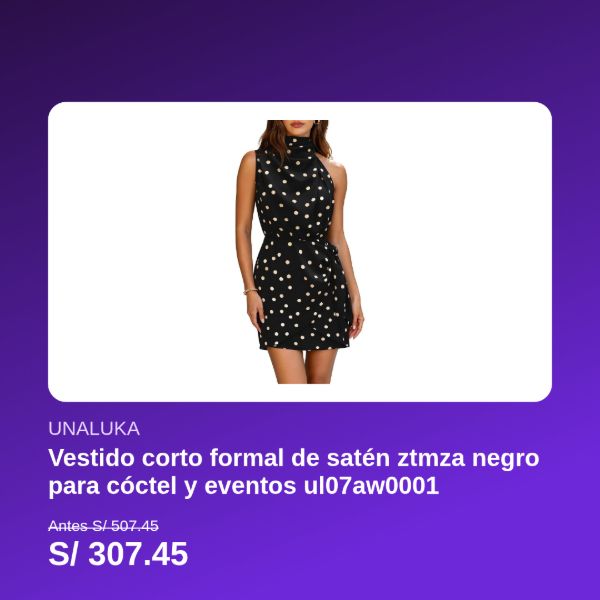 UNALUKA
Vestido corto formal de satén ztmza negro
para cóctel y eventos ul07aw0001
Antes S/ 507.45
S/ 307.45